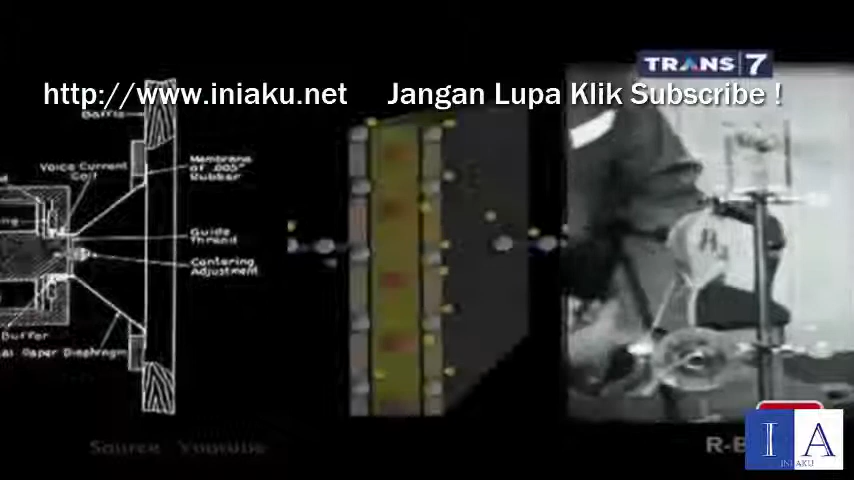 TRANS 7
http://www.iniaku.net Jangan Lupa Klik Subscribe !
Baffle
Voice Current
Coil
Membrane
of .005"
Rubber
Guide
Thread
Centering
Adjustment
Buffer
Paper Diaphragm
Source Youtube
R-B
IA
INIAKU